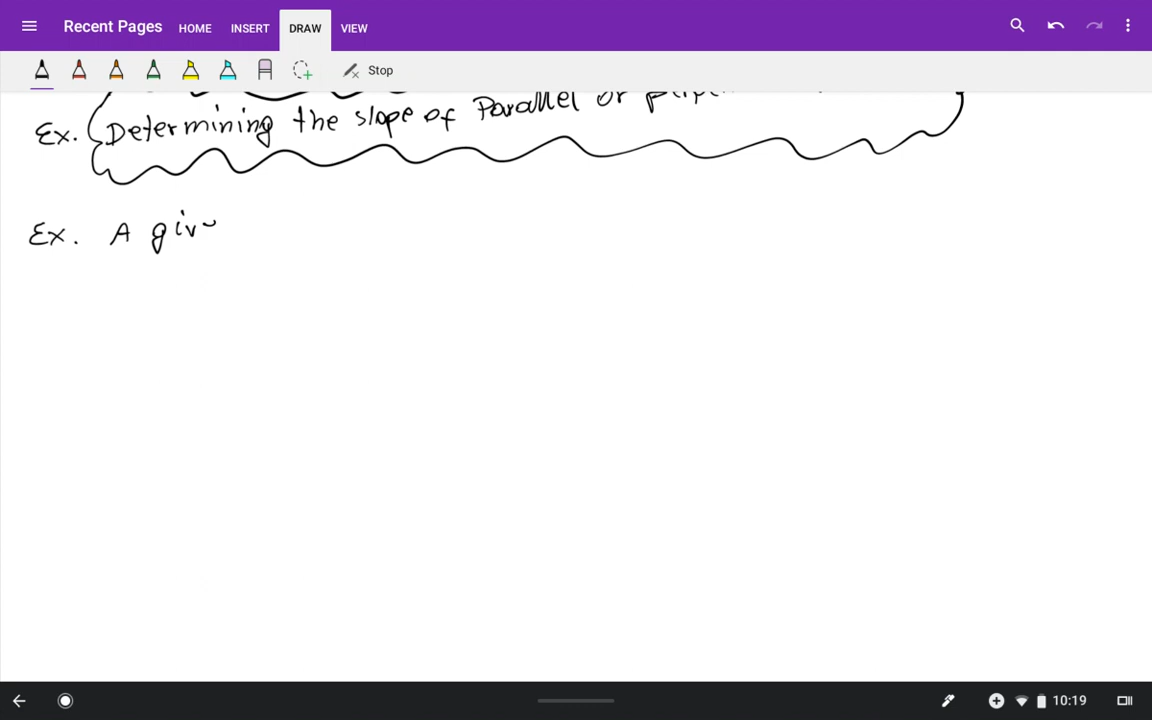 Recent Pages HOME INSERT DRAW VIEW
Stop
Ex. Determining the slope of Parallel or
Ex. A giv
10:19